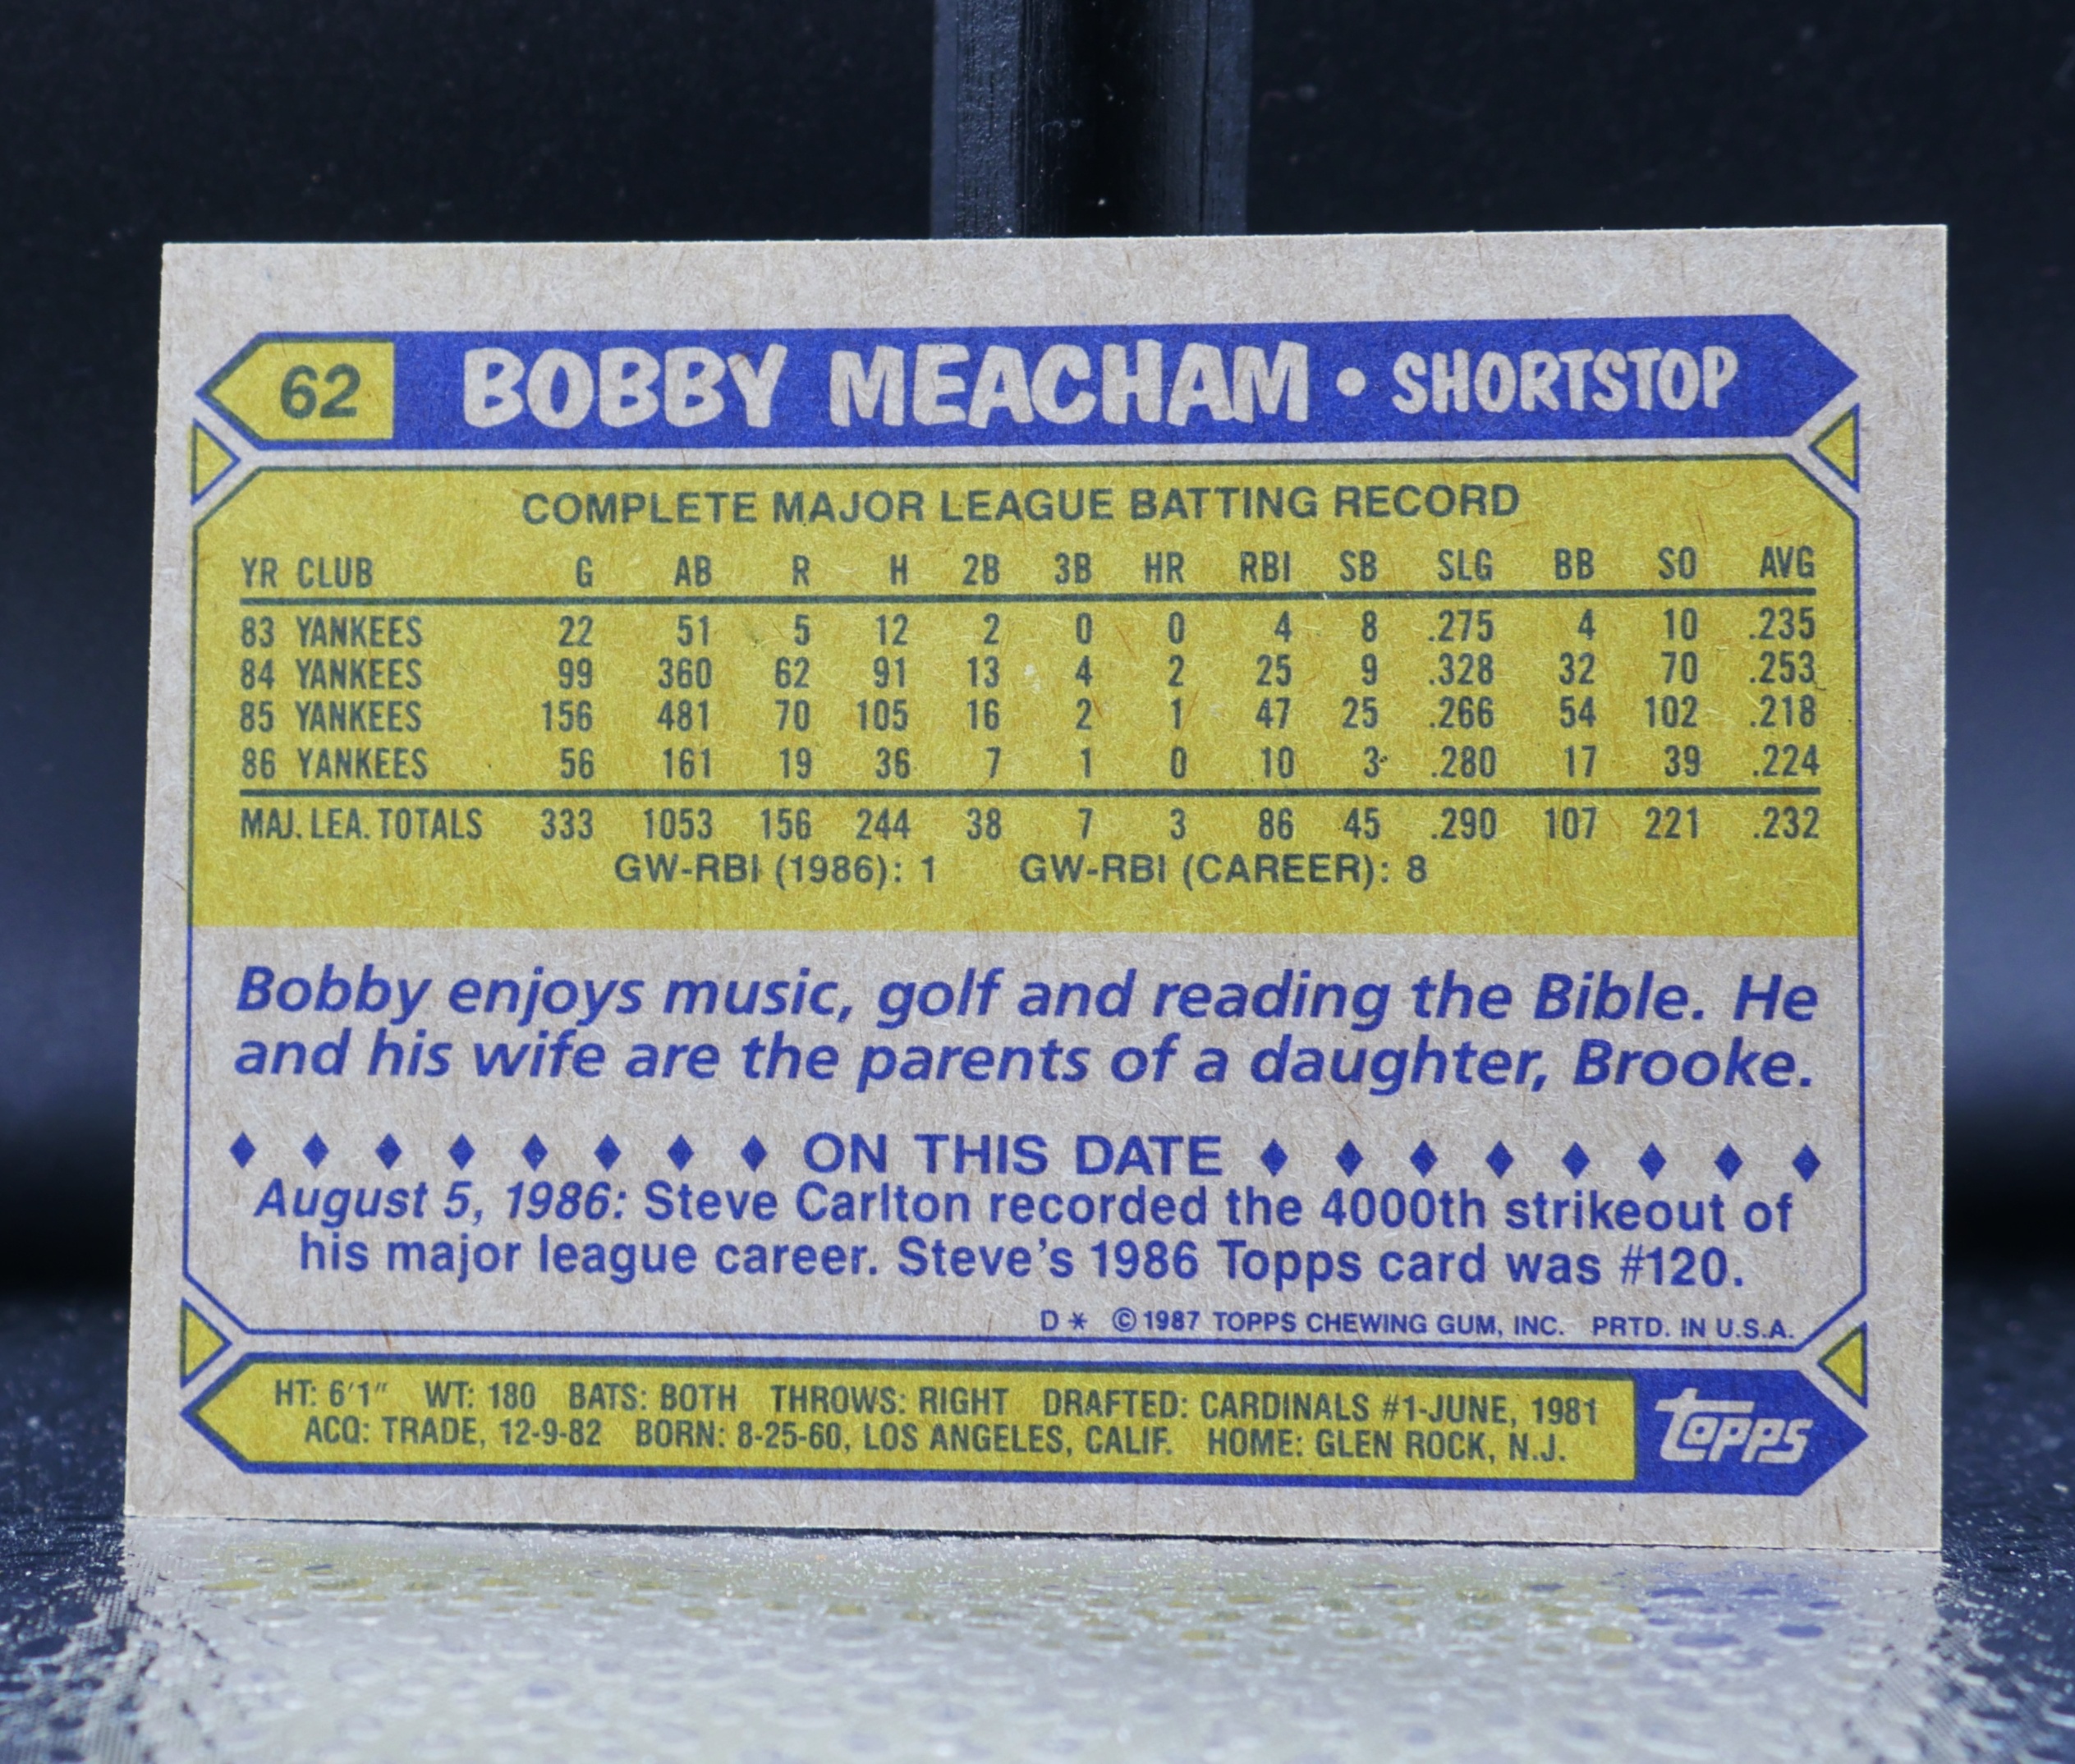 62 BOBBY MEACHAM • SHORTSTOP
COMPLETE MAJOR LEAGUE BATTING RECORD
YR CLUB G AB R H 2B 3B HR RBI SB SLG BB SO AVG
83 YANKEES 22 51 5 12 2 0 0 4 8 .275 4 10 .235
84 YANKEES 99 360 62 91 13 4 2 25 9 .328 32 70 .253
85 YANKEES 156 481 70 105 16 2 1 47 25 .266 54 102 .218
86 YANKEES 56 161 19 36 7 1 0 10 3 .280 17 39 .224
MAJ. LEA. TOTALS 333 1053 156 244 38 7 3 86 45 .290 107 221 .232
GW-RBI (1986): 1 GW-RBI (CAREER): 8
Bobby enjoys music, golf and reading the Bible. He
and his wife are the parents of a daughter, Brooke.
♦ ♦ ♦ ♦ ♦ ♦ ♦ ♦ ON THIS DATE ♦ ♦ ♦ ♦ ♦ ♦ ♦ ♦
August 5, 1986: Steve Carlton recorded the 4000th strikeout of
his major league career. Steve's 1986 Topps card was #120.
D * © 1987 TOPPS CHEWING GUM, INC. PRTD. IN U.S.A.
HT: 6'1" WT: 180 BATS: BOTH THROWS: RIGHT DRAFTED: CARDINALS #1-JUNE, 1981
ACQ: TRADE, 12-9-82 BORN: 8-25-60, LOS ANGELES, CALIF. HOME: GLEN ROCK, N.J.
topps